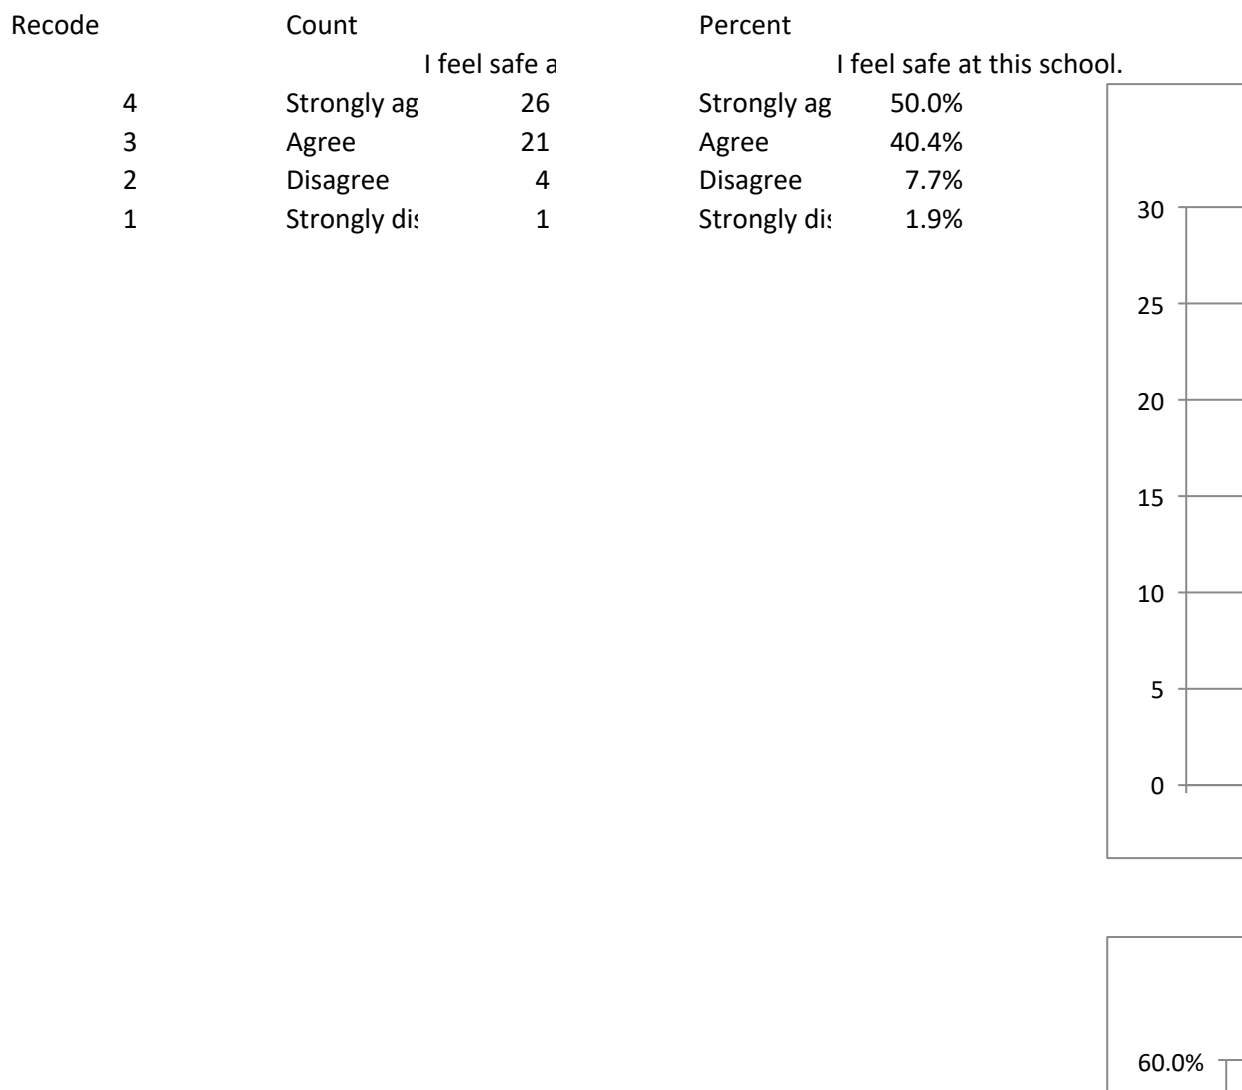 Recode Count Percent
I feel safe a I feel safe at this school.
4 Strongly ag 26 Strongly ag 50.0%
3 Agree 21 Agree 40.4%
2 Disagree 4 Disagree 7.7%
1 Strongly dis 1 Strongly dis 1.9%
30
25
20
15
10
5
0
60.0%